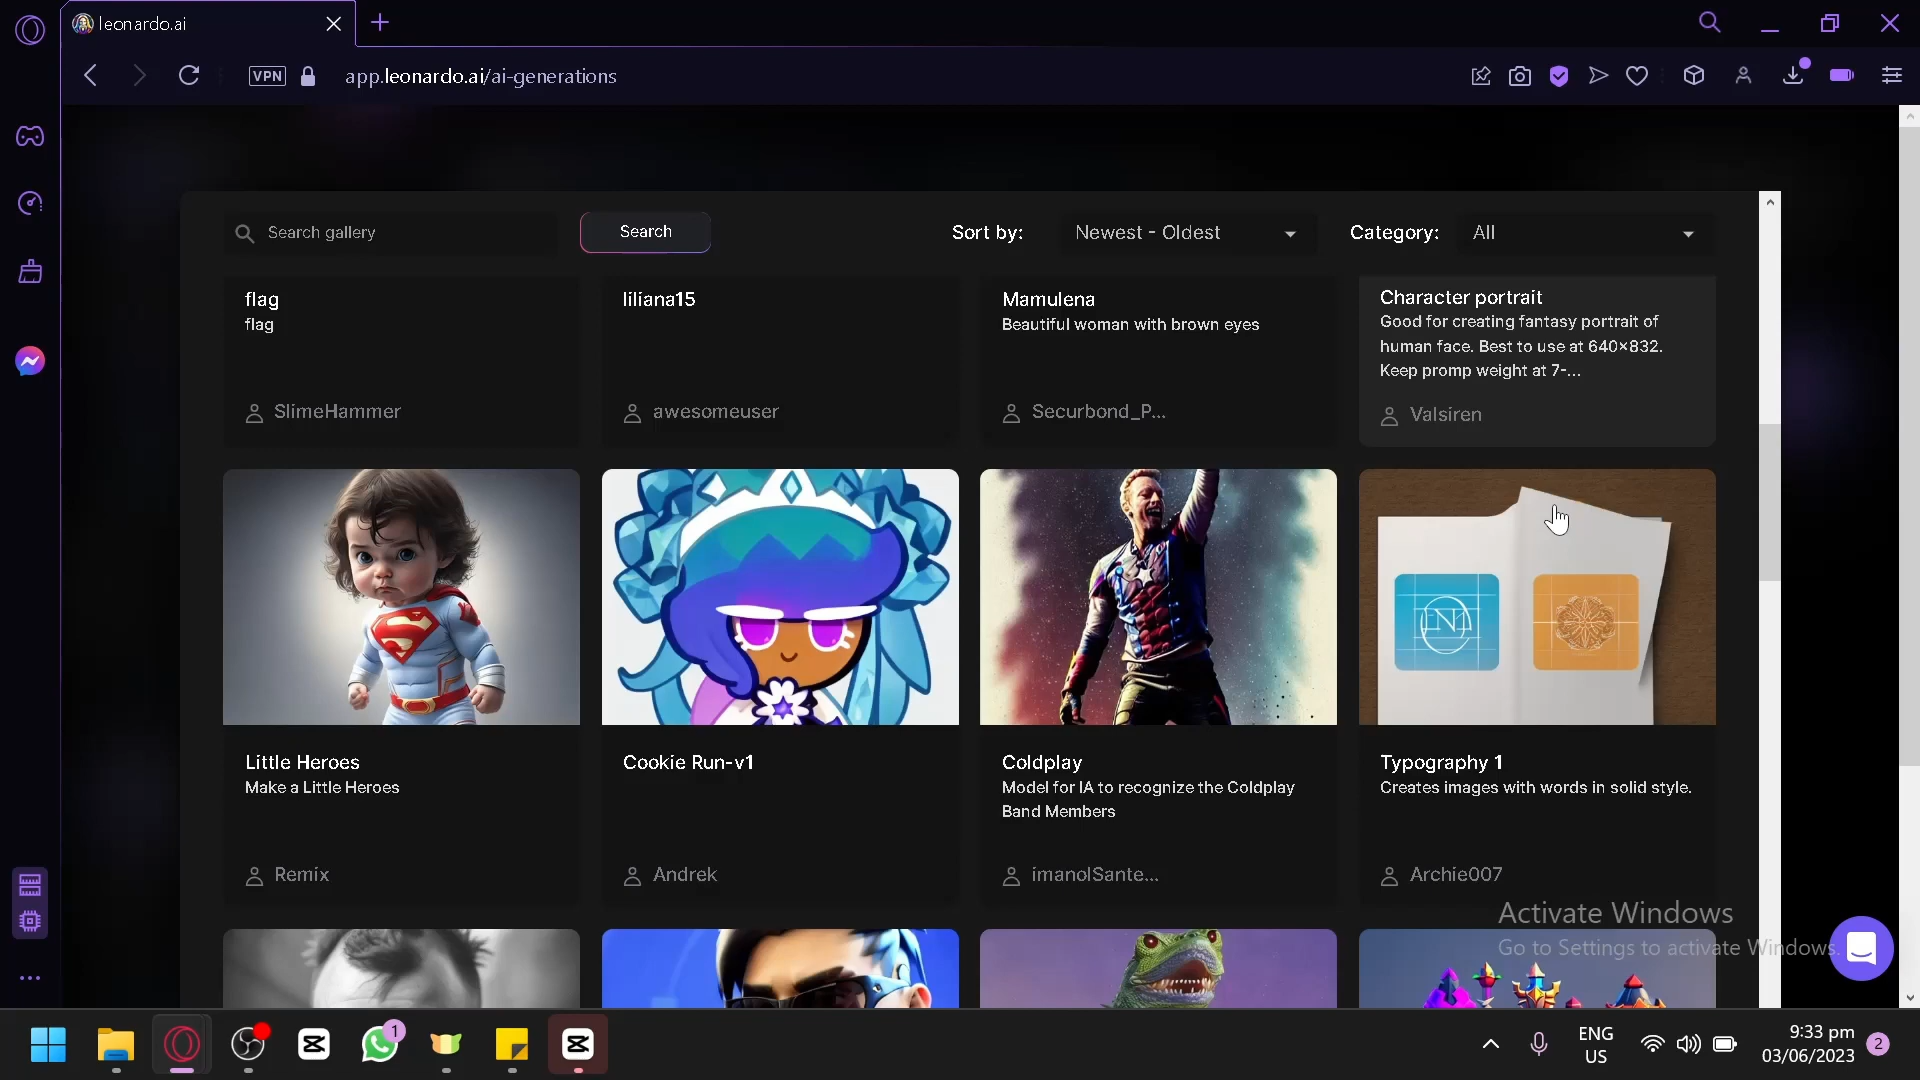 leonardo.ai
VPN
app.leonardo.ai/ai-generations
Search gallery
Search
Sort by:
Newest - Oldest
Category:
All
flag
flag
SlimeHammer
liliana15
awesomeuser
Mamulena
Beautiful woman with brown eyes
Securbond_P...
Character portrait
Good for creating fantasy portrait of
human face. Best to use at 640x832.
Keep promp weight at 7-...
Valsiren
Little Heroes
Make a Little Heroes
Remix
Cookie Run-v1
Andrek
Coldplay
Model for IA to recognize the Coldplay
Band Members
imanolSante...
Typography 1
Creates images with words in solid style.
Archie007
Activate Windows
Go to Settings to activate Windows.
1
ENG
US
9:33 pm
03/06/2023
2